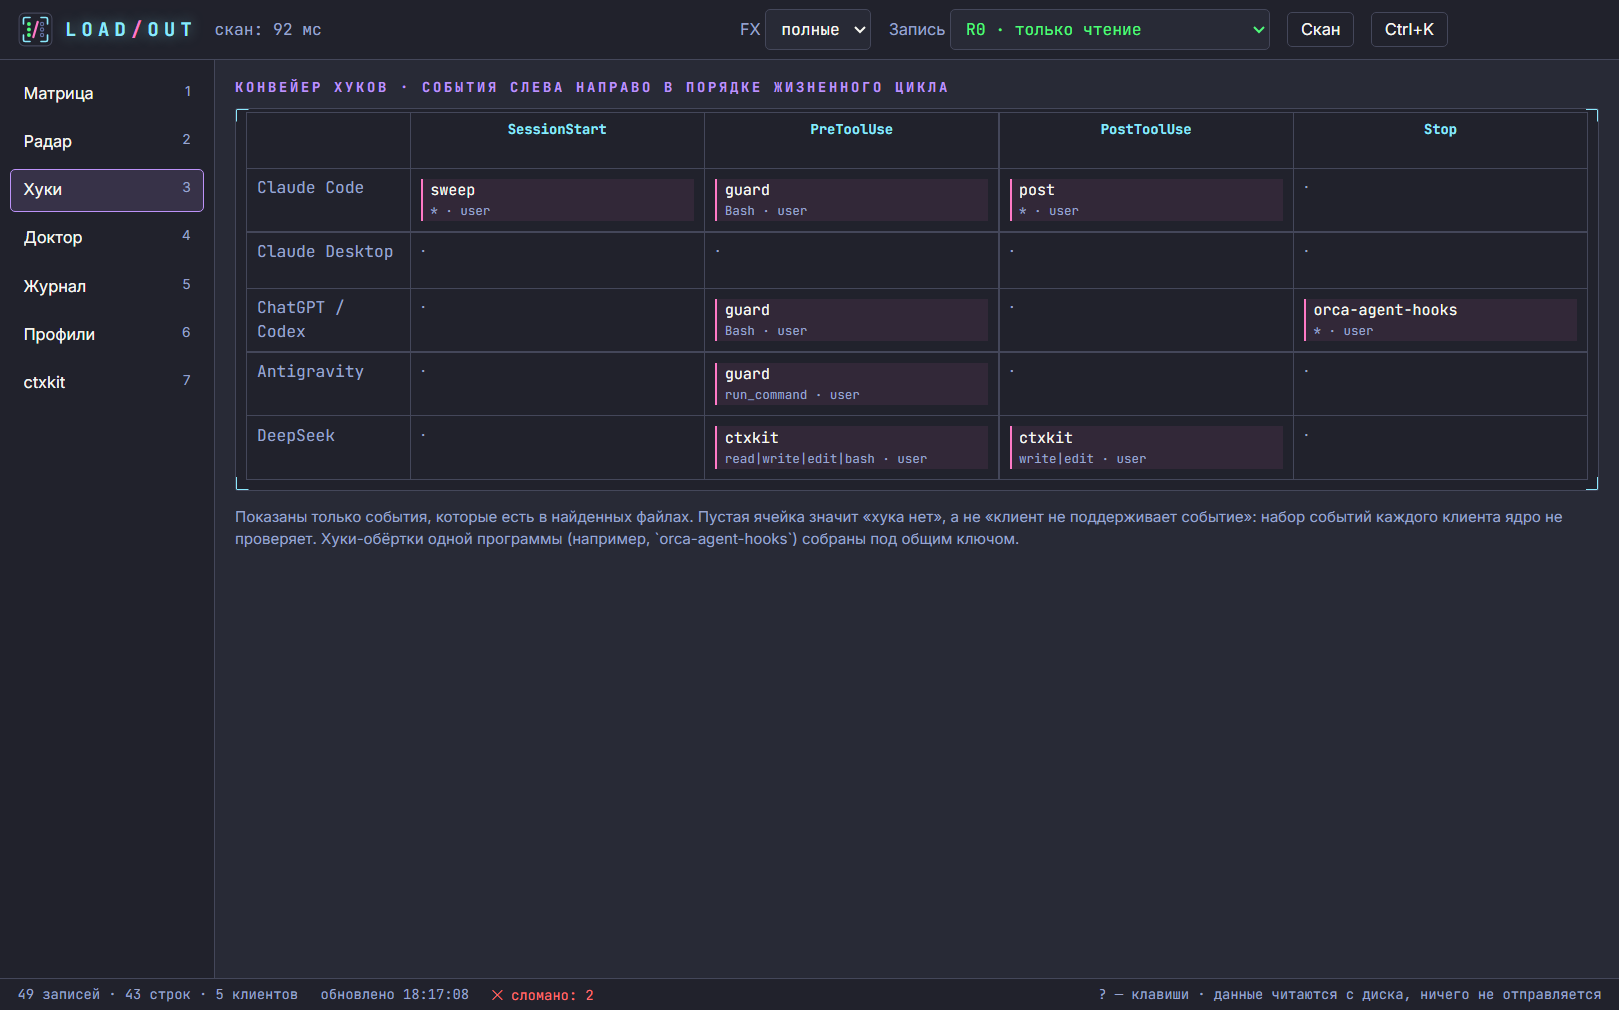 LOAD/OUT скан: 92 мс FX полные Запись R0 · только чтение Скан Ctrl+K
Матрица 1
Радар 2
Хуки 3
Доктор 4
Журнал 5
Профили 6
ctxkit 7
КОНВЕЙЕР ХУКОВ · СОБЫТИЯ СЛЕВА НАПРАВО В ПОРЯДКЕ ЖИЗНЕННОГО ЦИКЛА
SessionStart PreToolUse PostToolUse Stop
Claude Code sweep guard post ·
* · user Bash · user * · user
Claude Desktop · · · ·
ChatGPT / · guard · orca-agent-hooks
Codex Bash · user * · user
Antigravity · guard · ·
run_command · user
DeepSeek · ctxkit ctxkit ·
read|write|edit|bash · user write|edit · user
Показаны только события, которые есть в найденных файлах. Пустая ячейка значит «хука нет», а не «клиент не поддерживает событие»: набор событий каждого клиента ядро не
проверяет. Хуки-обёртки одной программы (например, `orca-agent-hooks`) собраны под общим ключом.
49 записей · 43 строк · 5 клиентов обновлено 18:17:08 × сломано: 2 ? — клавиши · данные читаются с диска, ничего не отправляется